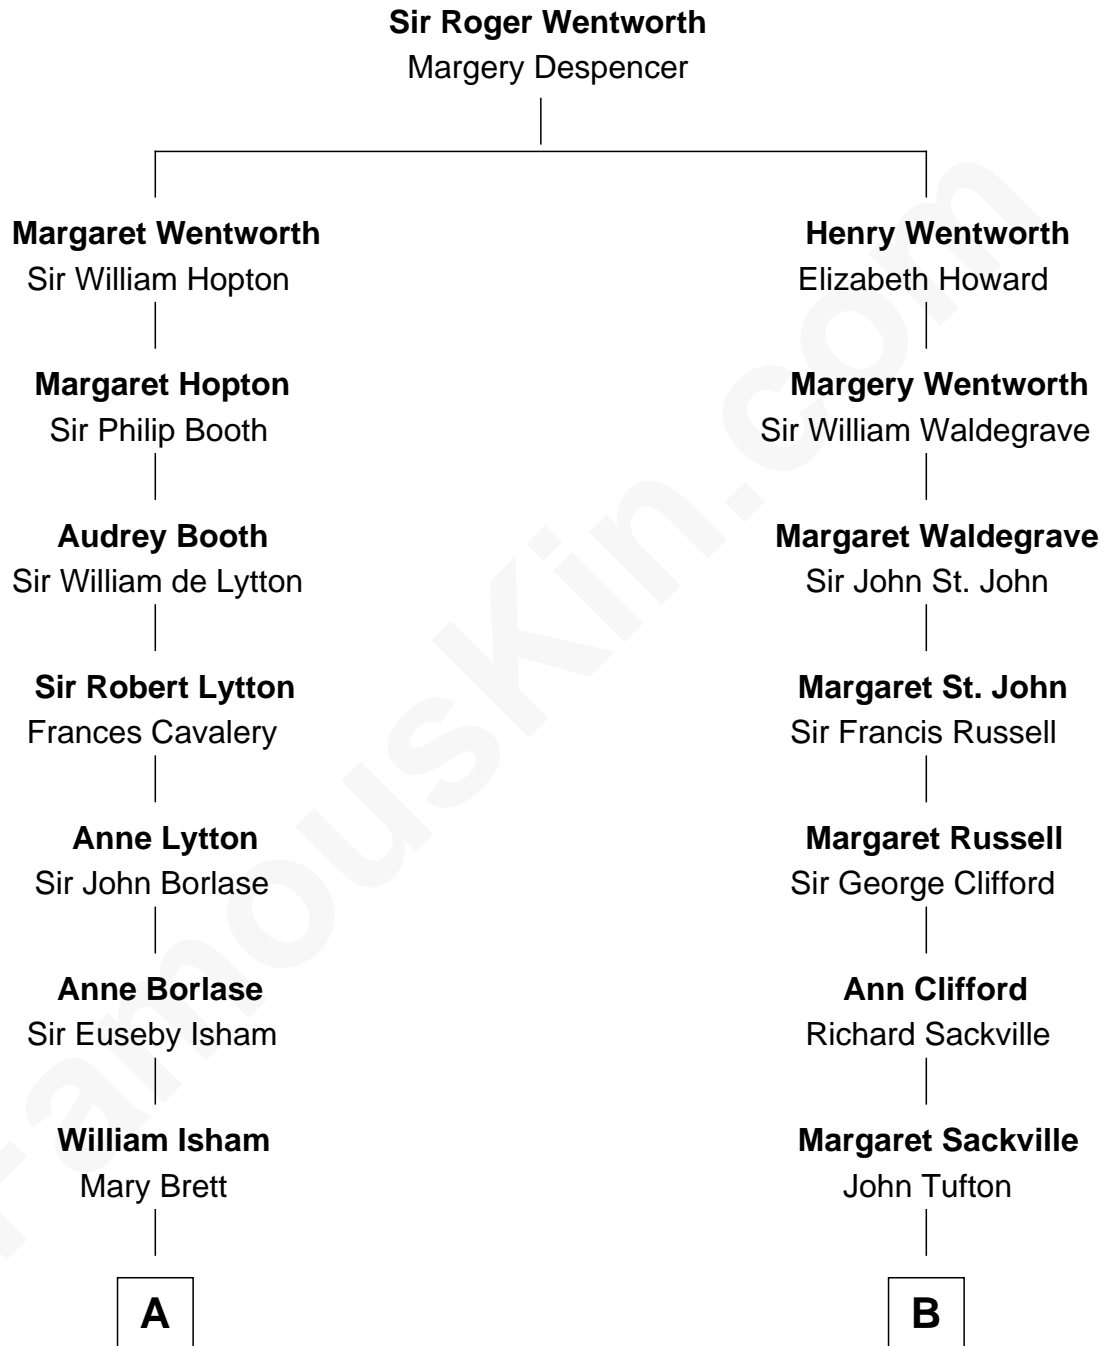 Sir Roger Wentworth
Margery Despencer
Margaret Wentworth
Sir William Hopton
Henry Wentworth
Elizabeth Howard
Margaret Hopton
Sir Philip Booth
Margery Wentworth
Sir William Waldegrave
Audrey Booth
Sir William de Lytton
Margaret Waldegrave
Sir John St. John
Sir Robert Lytton
Frances Cavalery
Margaret St. John
Sir Francis Russell
Anne Lytton
Sir John Borlase
Margaret Russell
Sir George Clifford
Anne Borlase
Sir Euseby Isham
Ann Clifford
Richard Sackville
William Isham
Mary Brett
Margaret Sackville
John Tufton
A
B
FamousKin.com